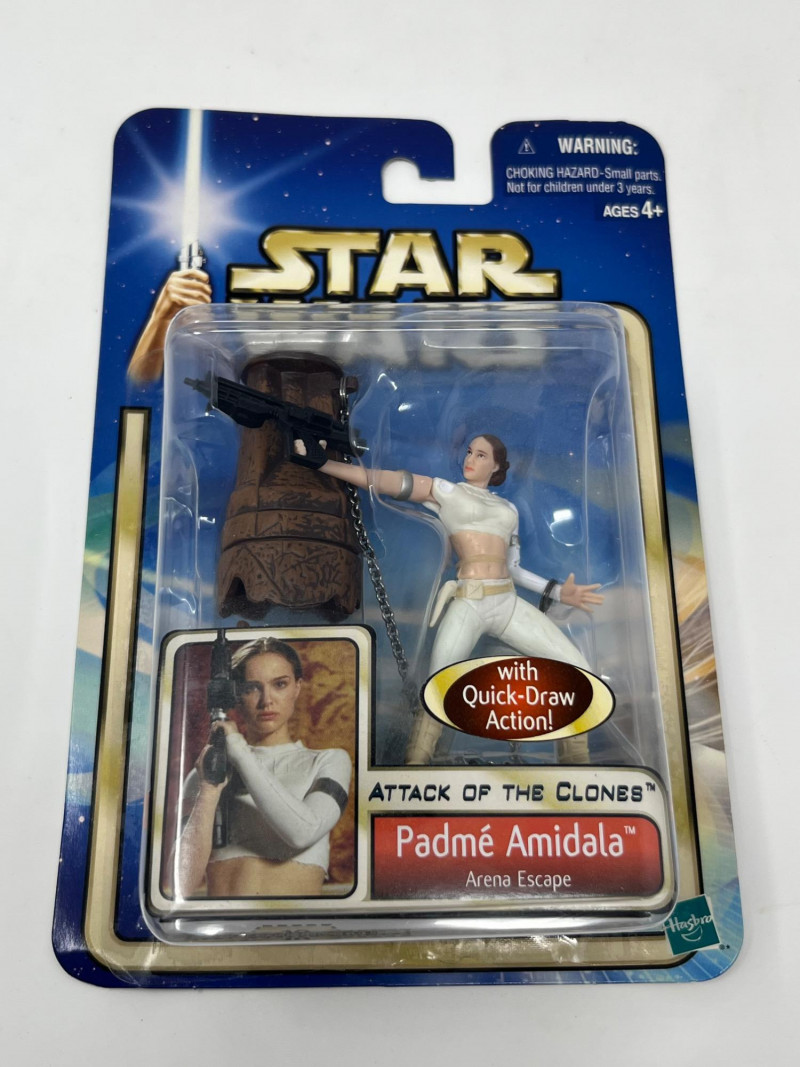 WARNING:
CHOKING HAZARD-Small parts.
Not for children under 3 years.
AGES 4+
STAR
with
Quick-Draw
Action!
ATTACK OF THE CLONES™
Padmé Amidala™
Arena Escape
Hasbro